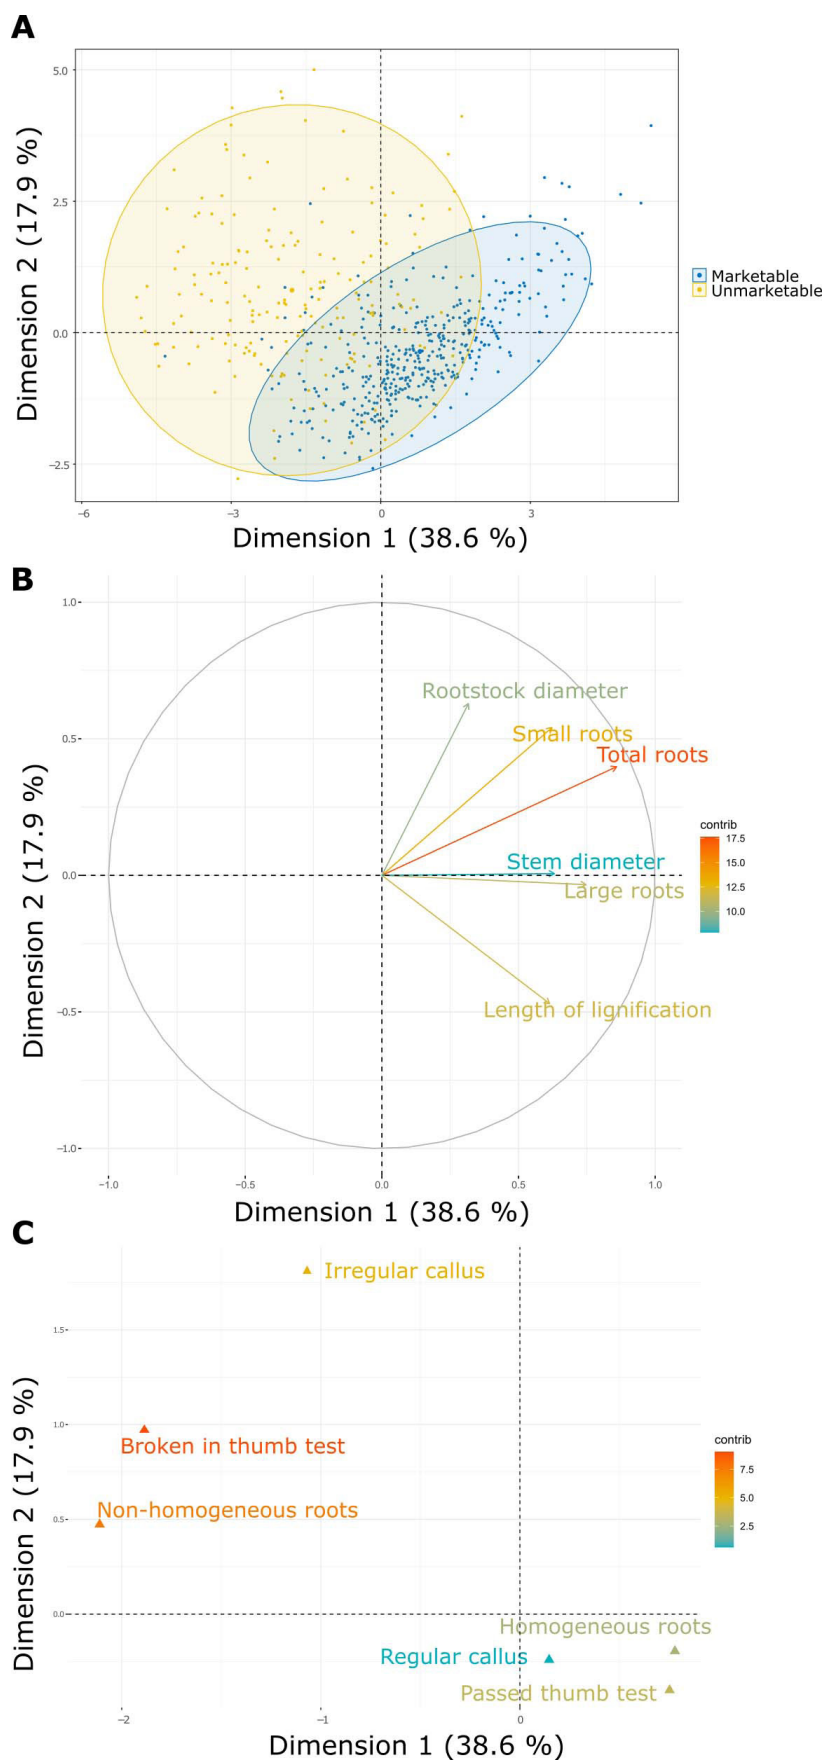 A
5.0
2.5
0.0
−2.5
Dimension 2 (17.9 %)
−6
−3
0
3
Dimension 1 (38.6 %)
Marketable
Unmarketable
B
1.0
0.5
0.0
−0.5
−1.0
Dimension 2 (17.9 %)
Rootstock diameter
Small roots
Total roots
Stem diameter
Large roots
Length of lignification
−1.0
−0.5
0.0
0.5
1.0
Dimension 1 (38.6 %)
contrib
17.5
15.0
12.5
10.0
C
1.5
1.0
0.5
0.0
Dimension 2 (17.9 %)
Irregular callus
Broken in thumb test
Non-homogeneous roots
Homogeneous roots
Regular callus
Passed thumb test
−2
−1
0
Dimension 1 (38.6 %)
contrib
7.5
5.0
2.5